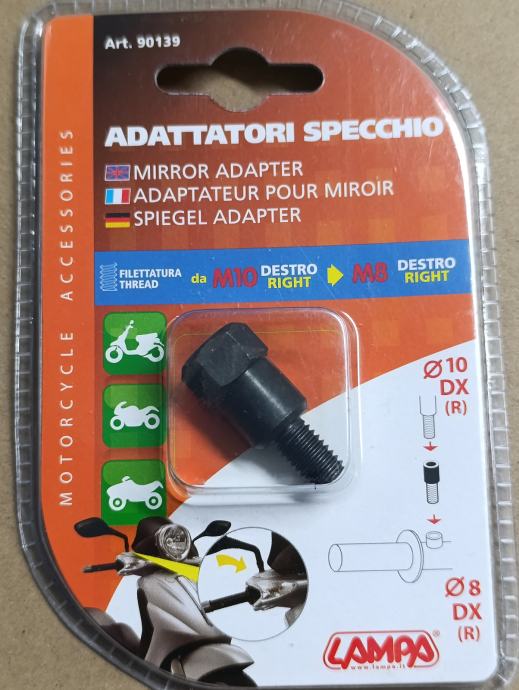 Art. 90139
ADATTATORI SPECCHIO
MIRROR ADAPTER
ADAPTATEUR POUR MIROIR
SPIEGEL ADAPTER
FILETTATURA
THREAD
da M10 DESTRO RIGHT M8 DESTRO RIGHT
MOTORCYCLE ACCESSORIES
Ø10
DX
(R)
Ø8
DX
(R)
LAMPA®
www.lampa.it